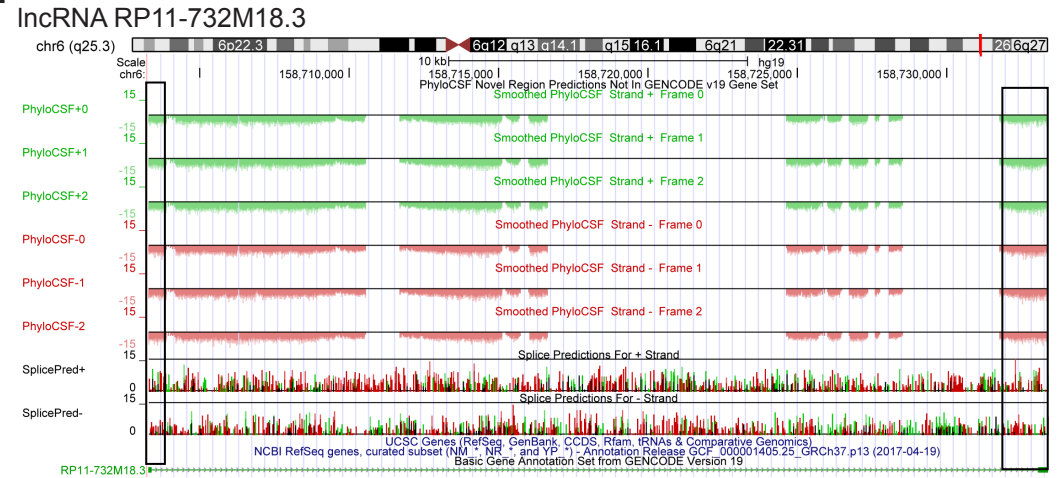 lncRNA RP11-732M18.3
chr6 (q25.3) 6p22.3 6q12 q13 q14.1 q15 16.1 6q21 22.31 26 6q27
Scale 10 kb hg19
chr6: 158,710,000 158,715,000 158,720,000 158,725,000 158,730,000
PhyloCSF Novel Region Predictions Not In GENCODE v19 Gene Set
15 Smoothed PhyloCSF Strand + Frame 0
PhyloCSF+0
-15
15 Smoothed PhyloCSF Strand + Frame 1
PhyloCSF+1
-15
15 Smoothed PhyloCSF Strand + Frame 2
PhyloCSF+2
-15
15 Smoothed PhyloCSF Strand - Frame 0
PhyloCSF-0
-15
15 Smoothed PhyloCSF Strand - Frame 1
PhyloCSF-1
-15
15 Smoothed PhyloCSF Strand - Frame 2
PhyloCSF-2
-15
15 Splice Predictions For + Strand
SplicePred+
0
15 Splice Predictions For - Strand
SplicePred-
0
UCSC Genes (RefSeq, GenBank, CCDS, Rfam, tRNAs & Comparative Genomics)
NCBI RefSeq genes, curated subset (NM_*, NR_*, and YP_*) - Annotation Release GCF_000001405.25_GRCh37.p13 (2017-04-19)
Basic Gene Annotation Set from GENCODE Version 19
RP11-732M18.3